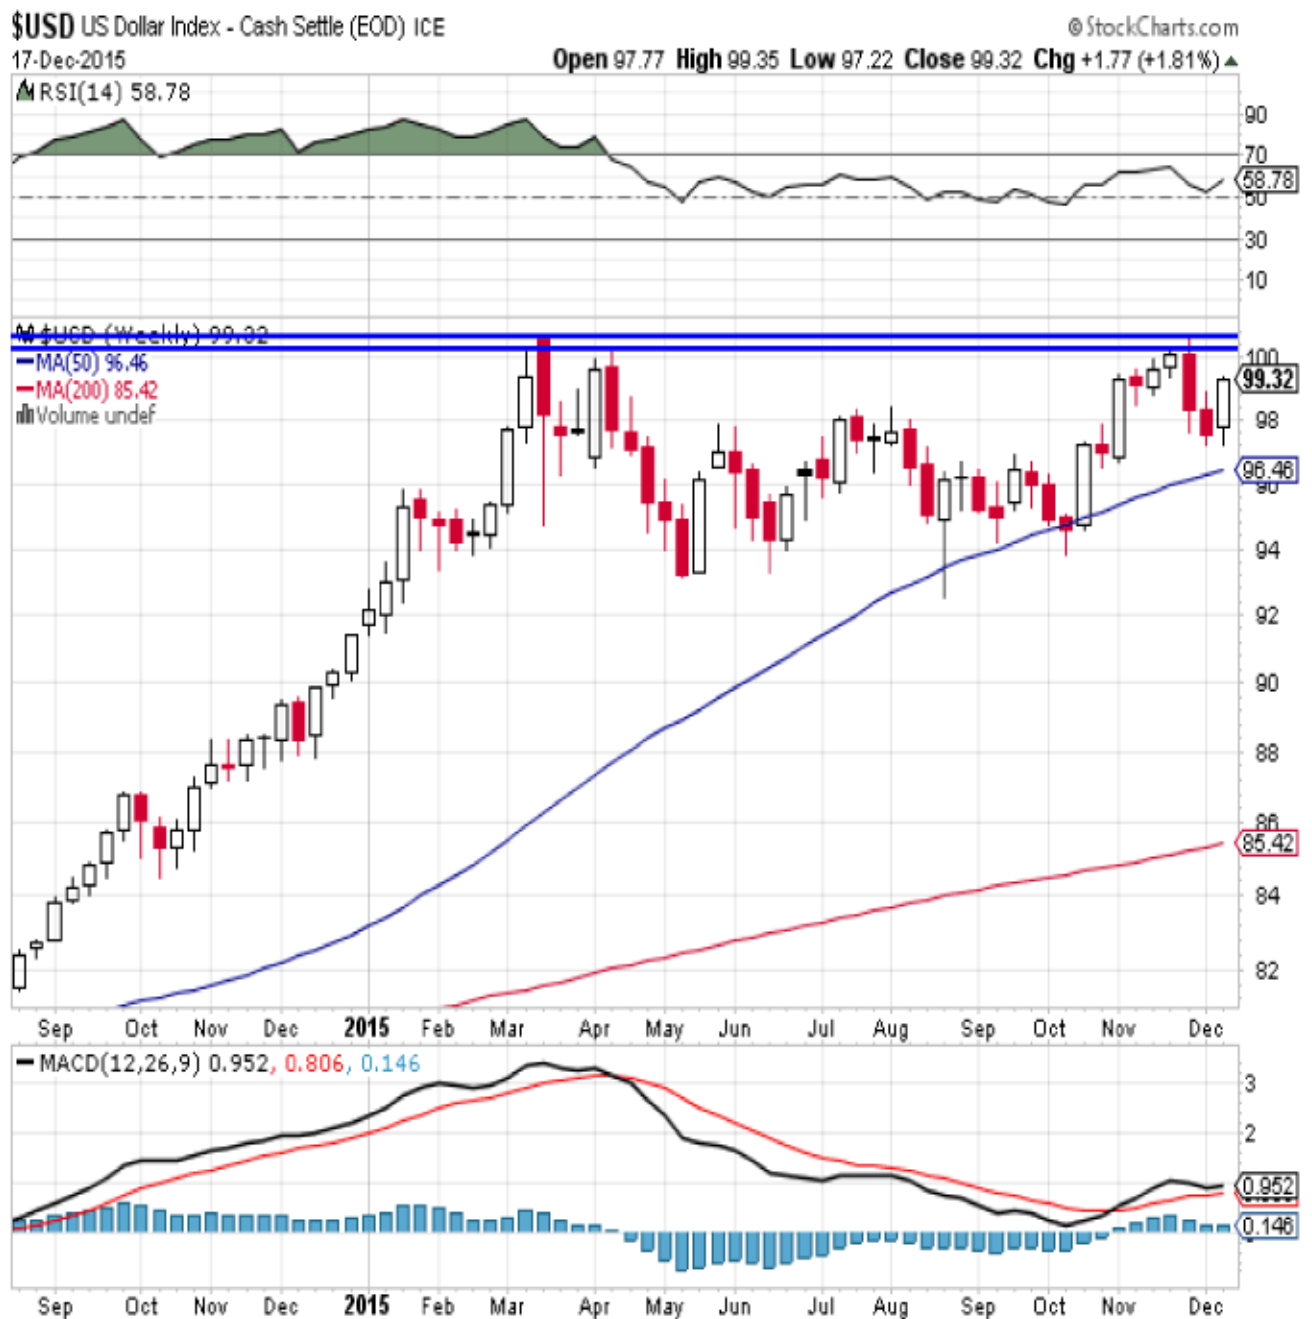 $USD US Dollar Index - Cash Settle (EOD) ICE
© StockCharts.com
17-Dec-2015
Open 97.77 High 99.35 Low 97.22 Close 99.32 Chg +1.77 (+1.81%)
RSI(14) 58.78
90
70
58.78
50
30
10
$USD (Weekly) 99.32
MA(50) 96.46
MA(200) 85.42
Volume undef
100
99.32
98
96.46
96
94
92
90
88
86
85.42
84
82
Sep Oct Nov Dec 2015 Feb Mar Apr May Jun Jul Aug Sep Oct Nov Dec
MACD(12,26,9) 0.952, 0.806, 0.146
3
2
0.952
0.146
Sep Oct Nov Dec 2015 Feb Mar Apr May Jun Jul Aug Sep Oct Nov Dec